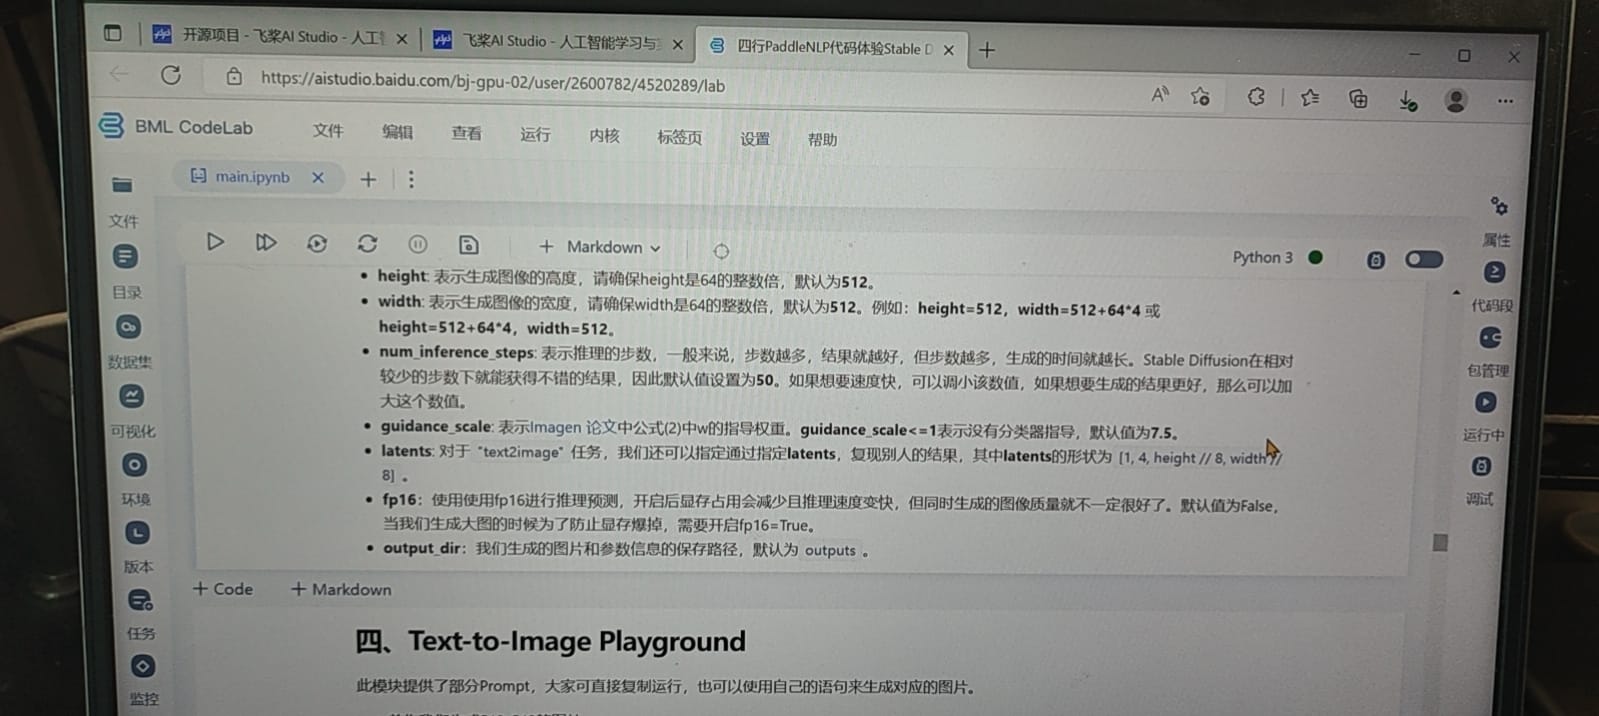 开源项目 - 飞桨AI Studio - 人工
飞桨AI Studio - 人工智能学习与
四行PaddleNLP代码体验Stable D
https://aistudio.baidu.com/bj-gpu-02/user/2600782/4520289/lab
BML CodeLab 文件 编辑 查看 运行 内核 标签页 设置 帮助
main.ipynb
文件
目录
数据集
可视化
环境
版本
任务
监控
Markdown
Python 3
属性
代码段
包管理
运行中
调试
• height: 表示生成图像的高度，请确保height是64的整数倍，默认为512。
• width: 表示生成图像的宽度，请确保width是64的整数倍，默认为512。例如：height=512，width=512+64*4 或
height=512+64*4，width=512。
• num_inference_steps: 表示推理的步数，一般来说，步数越多，结果就越好，但步数越多，生成的时间就越长。Stable Diffusion在相对
较少的步数下就能获得不错的结果，因此默认值设置为50。如果想要速度快，可以调小该数值，如果想要生成的结果更好，那么可以加
大这个数值。
• guidance_scale: 表示Imagen 论文中公式(2)中w的指导权重。guidance_scale<=1表示没有分类器指导，默认值为7.5。
• latents: 对于 "text2image" 任务，我们还可以指定通过指定latents，复现别人的结果，其中latents的形状为 [1, 4, height // 8, width //
8] 。
• fp16：使用使用fp16进行推理预测，开启后显存占用会减少且推理速度变快，但同时生成的图像质量就不一定很好了。默认值为False，
当我们生成大图的时候为了防止显存爆掉，需要开启fp16=True。
• output_dir：我们生成的图片和参数信息的保存路径，默认为 outputs 。
+ Code + Markdown
四、Text-to-Image Playground
此模块提供了部分Prompt，大家可直接复制运行，也可以使用自己的语句来生成对应的图片。